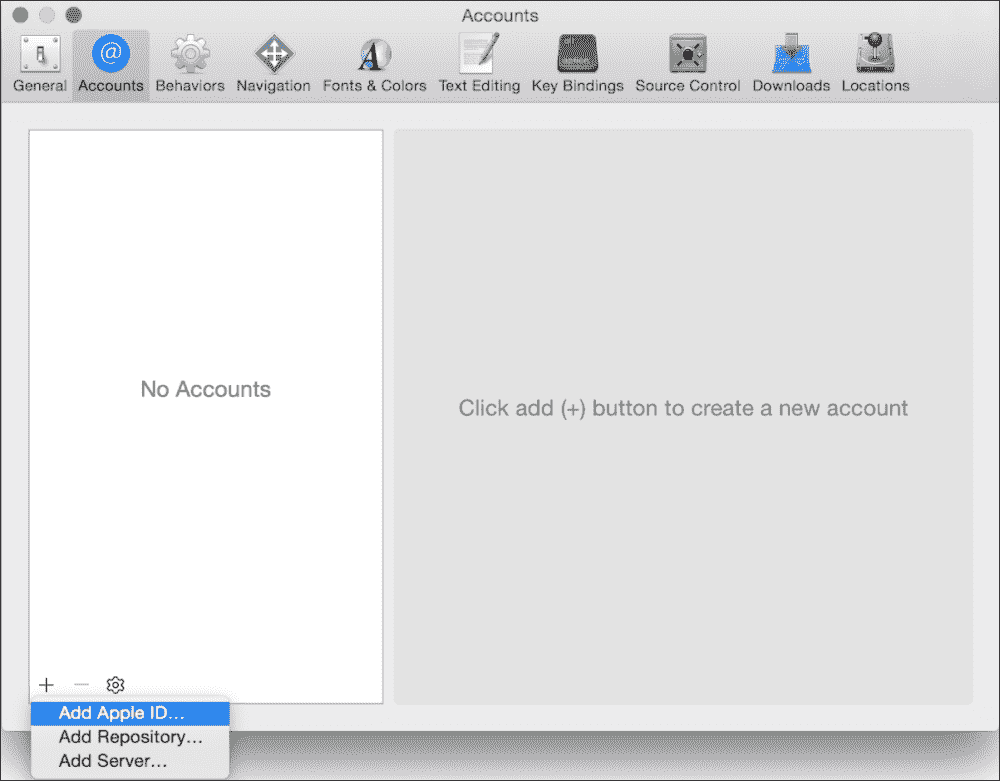 Accounts
General Accounts Behaviors Navigation Fonts & Colors Text Editing Key Bindings Source Control Downloads Locations
No Accounts
Click add (+) button to create a new account
Add Apple ID...
Add Repository...
Add Server...